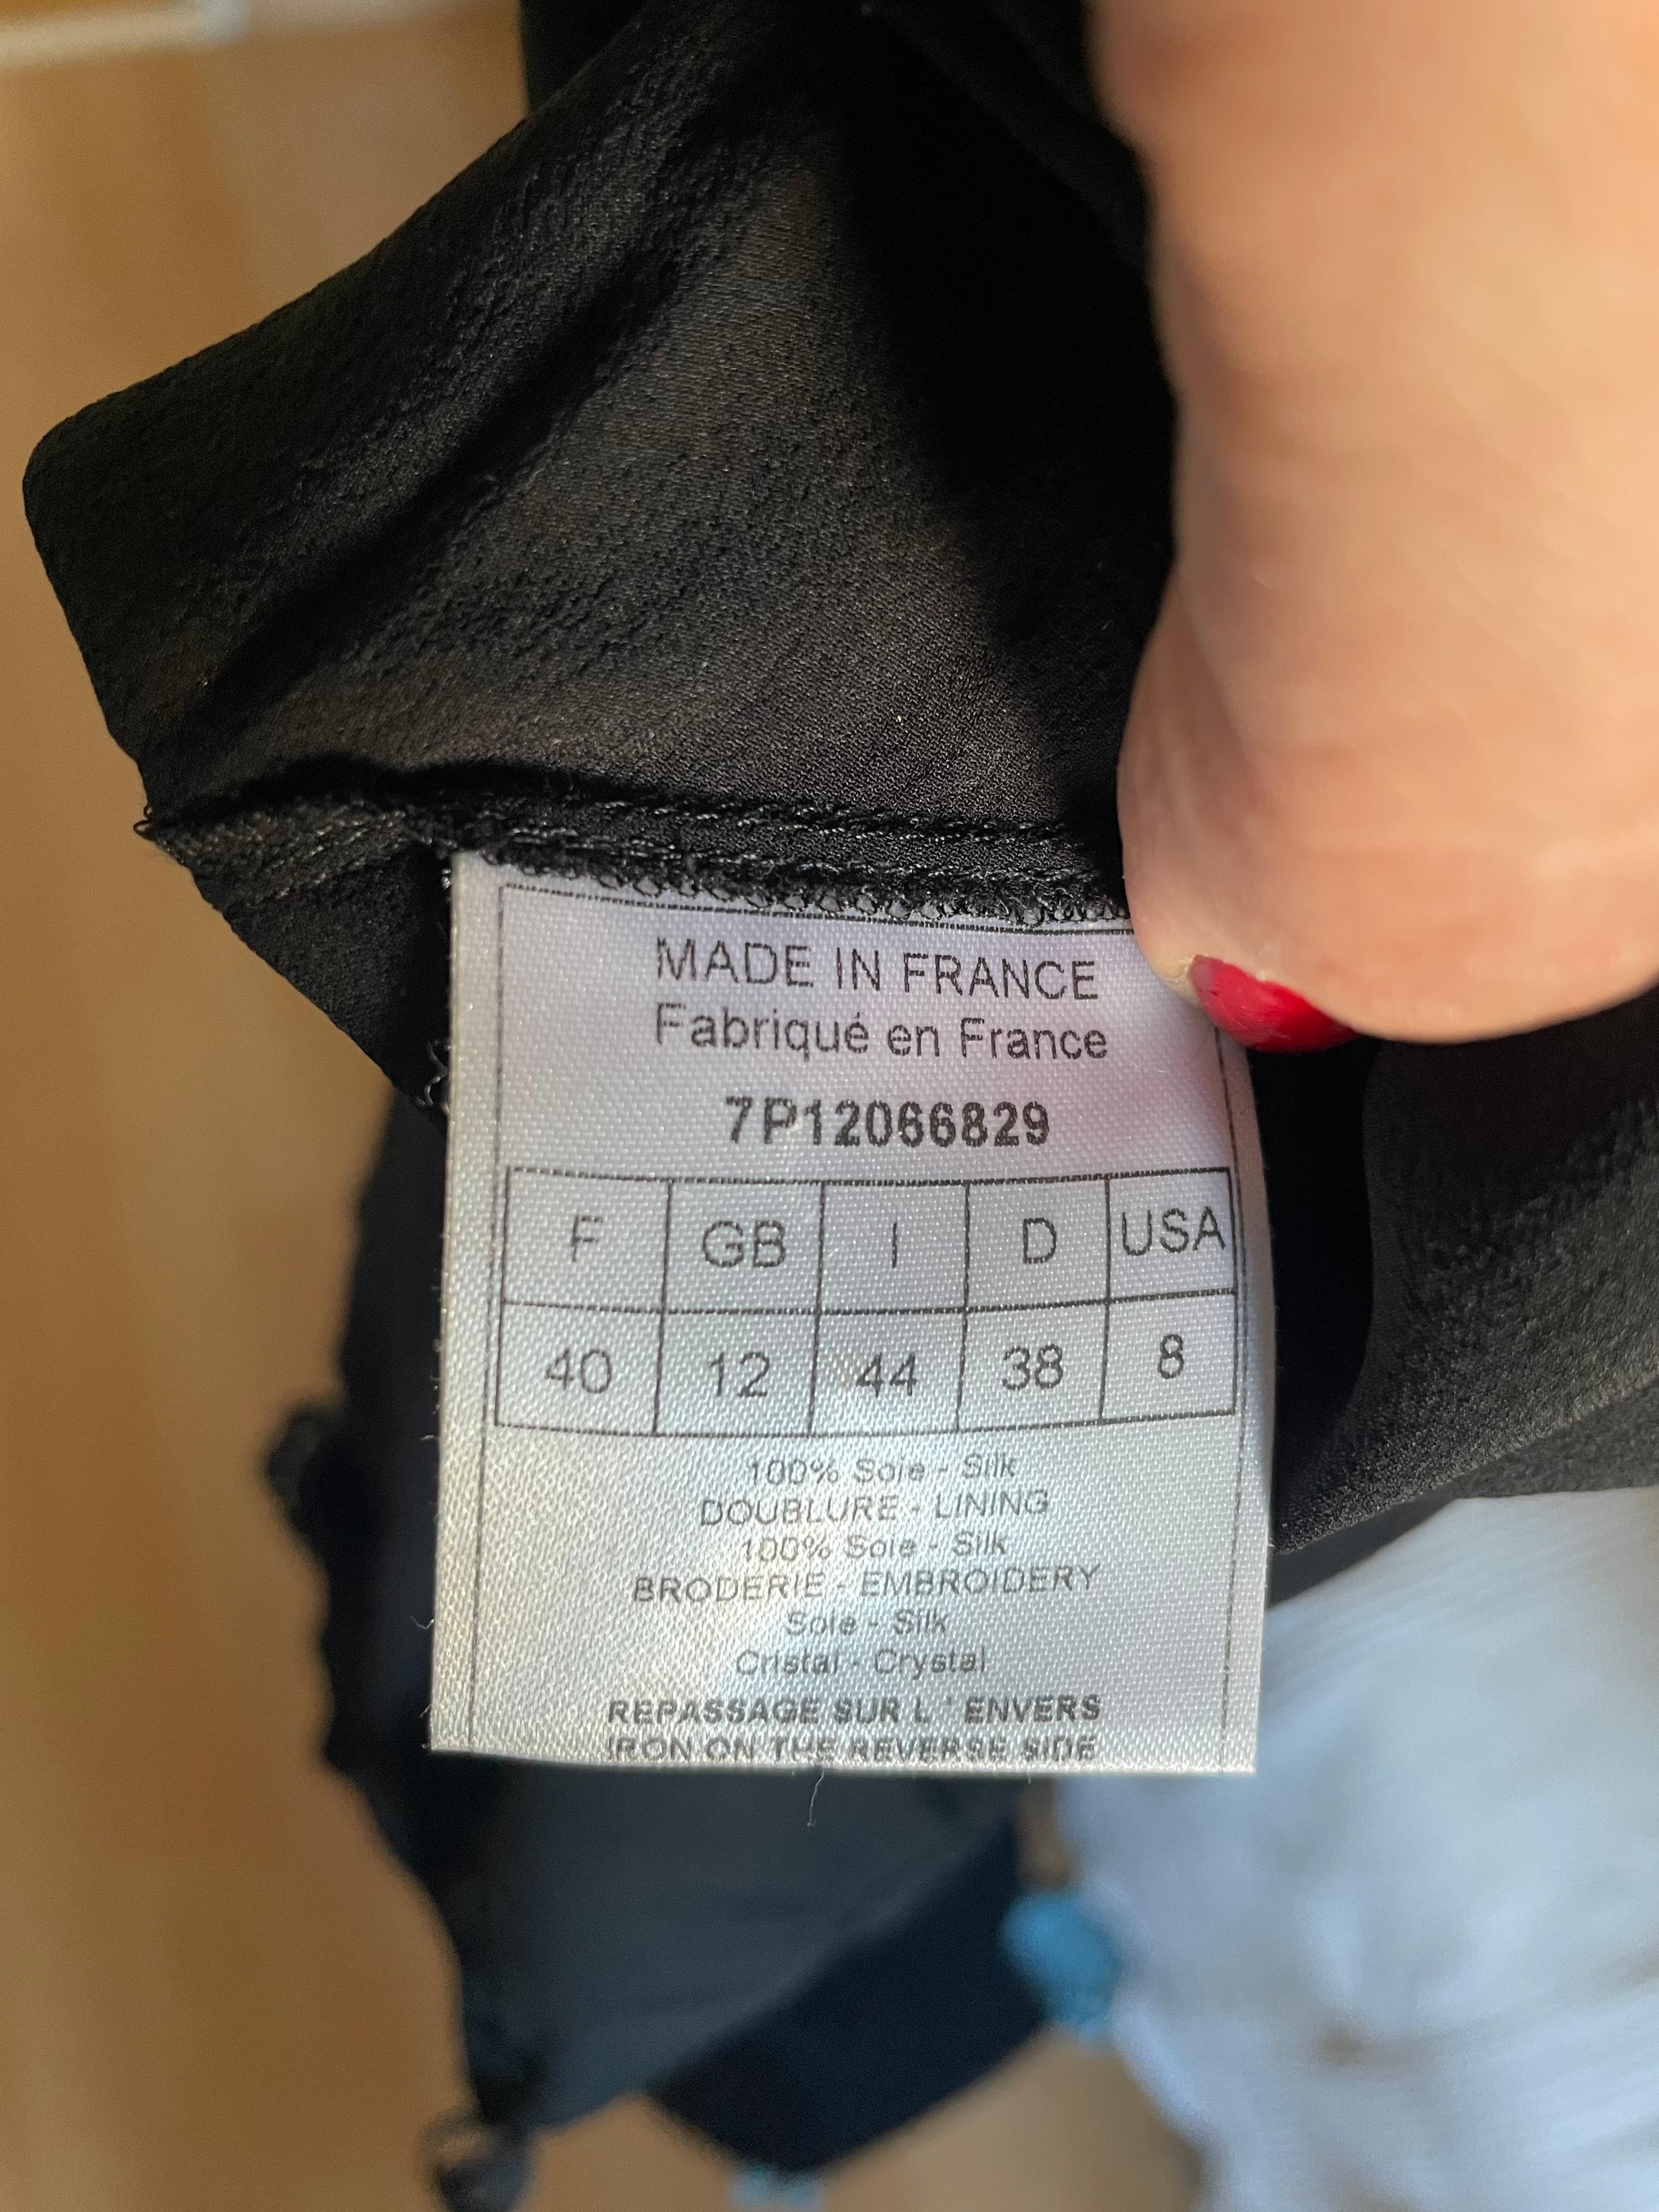 MADE IN FRANCE
Fabriqué en France
7P12066829
F GB I D USA
40 12 44 38 8
100% Soie - Silk
DOUBLURE - LINING
100% Soie - Silk
BRODERIE - EMBROIDERY
Soie - Silk
Cristal - Crystal
REPASSAGE SUR L ' ENVERS
IRON ON THE REVERSE SIDE